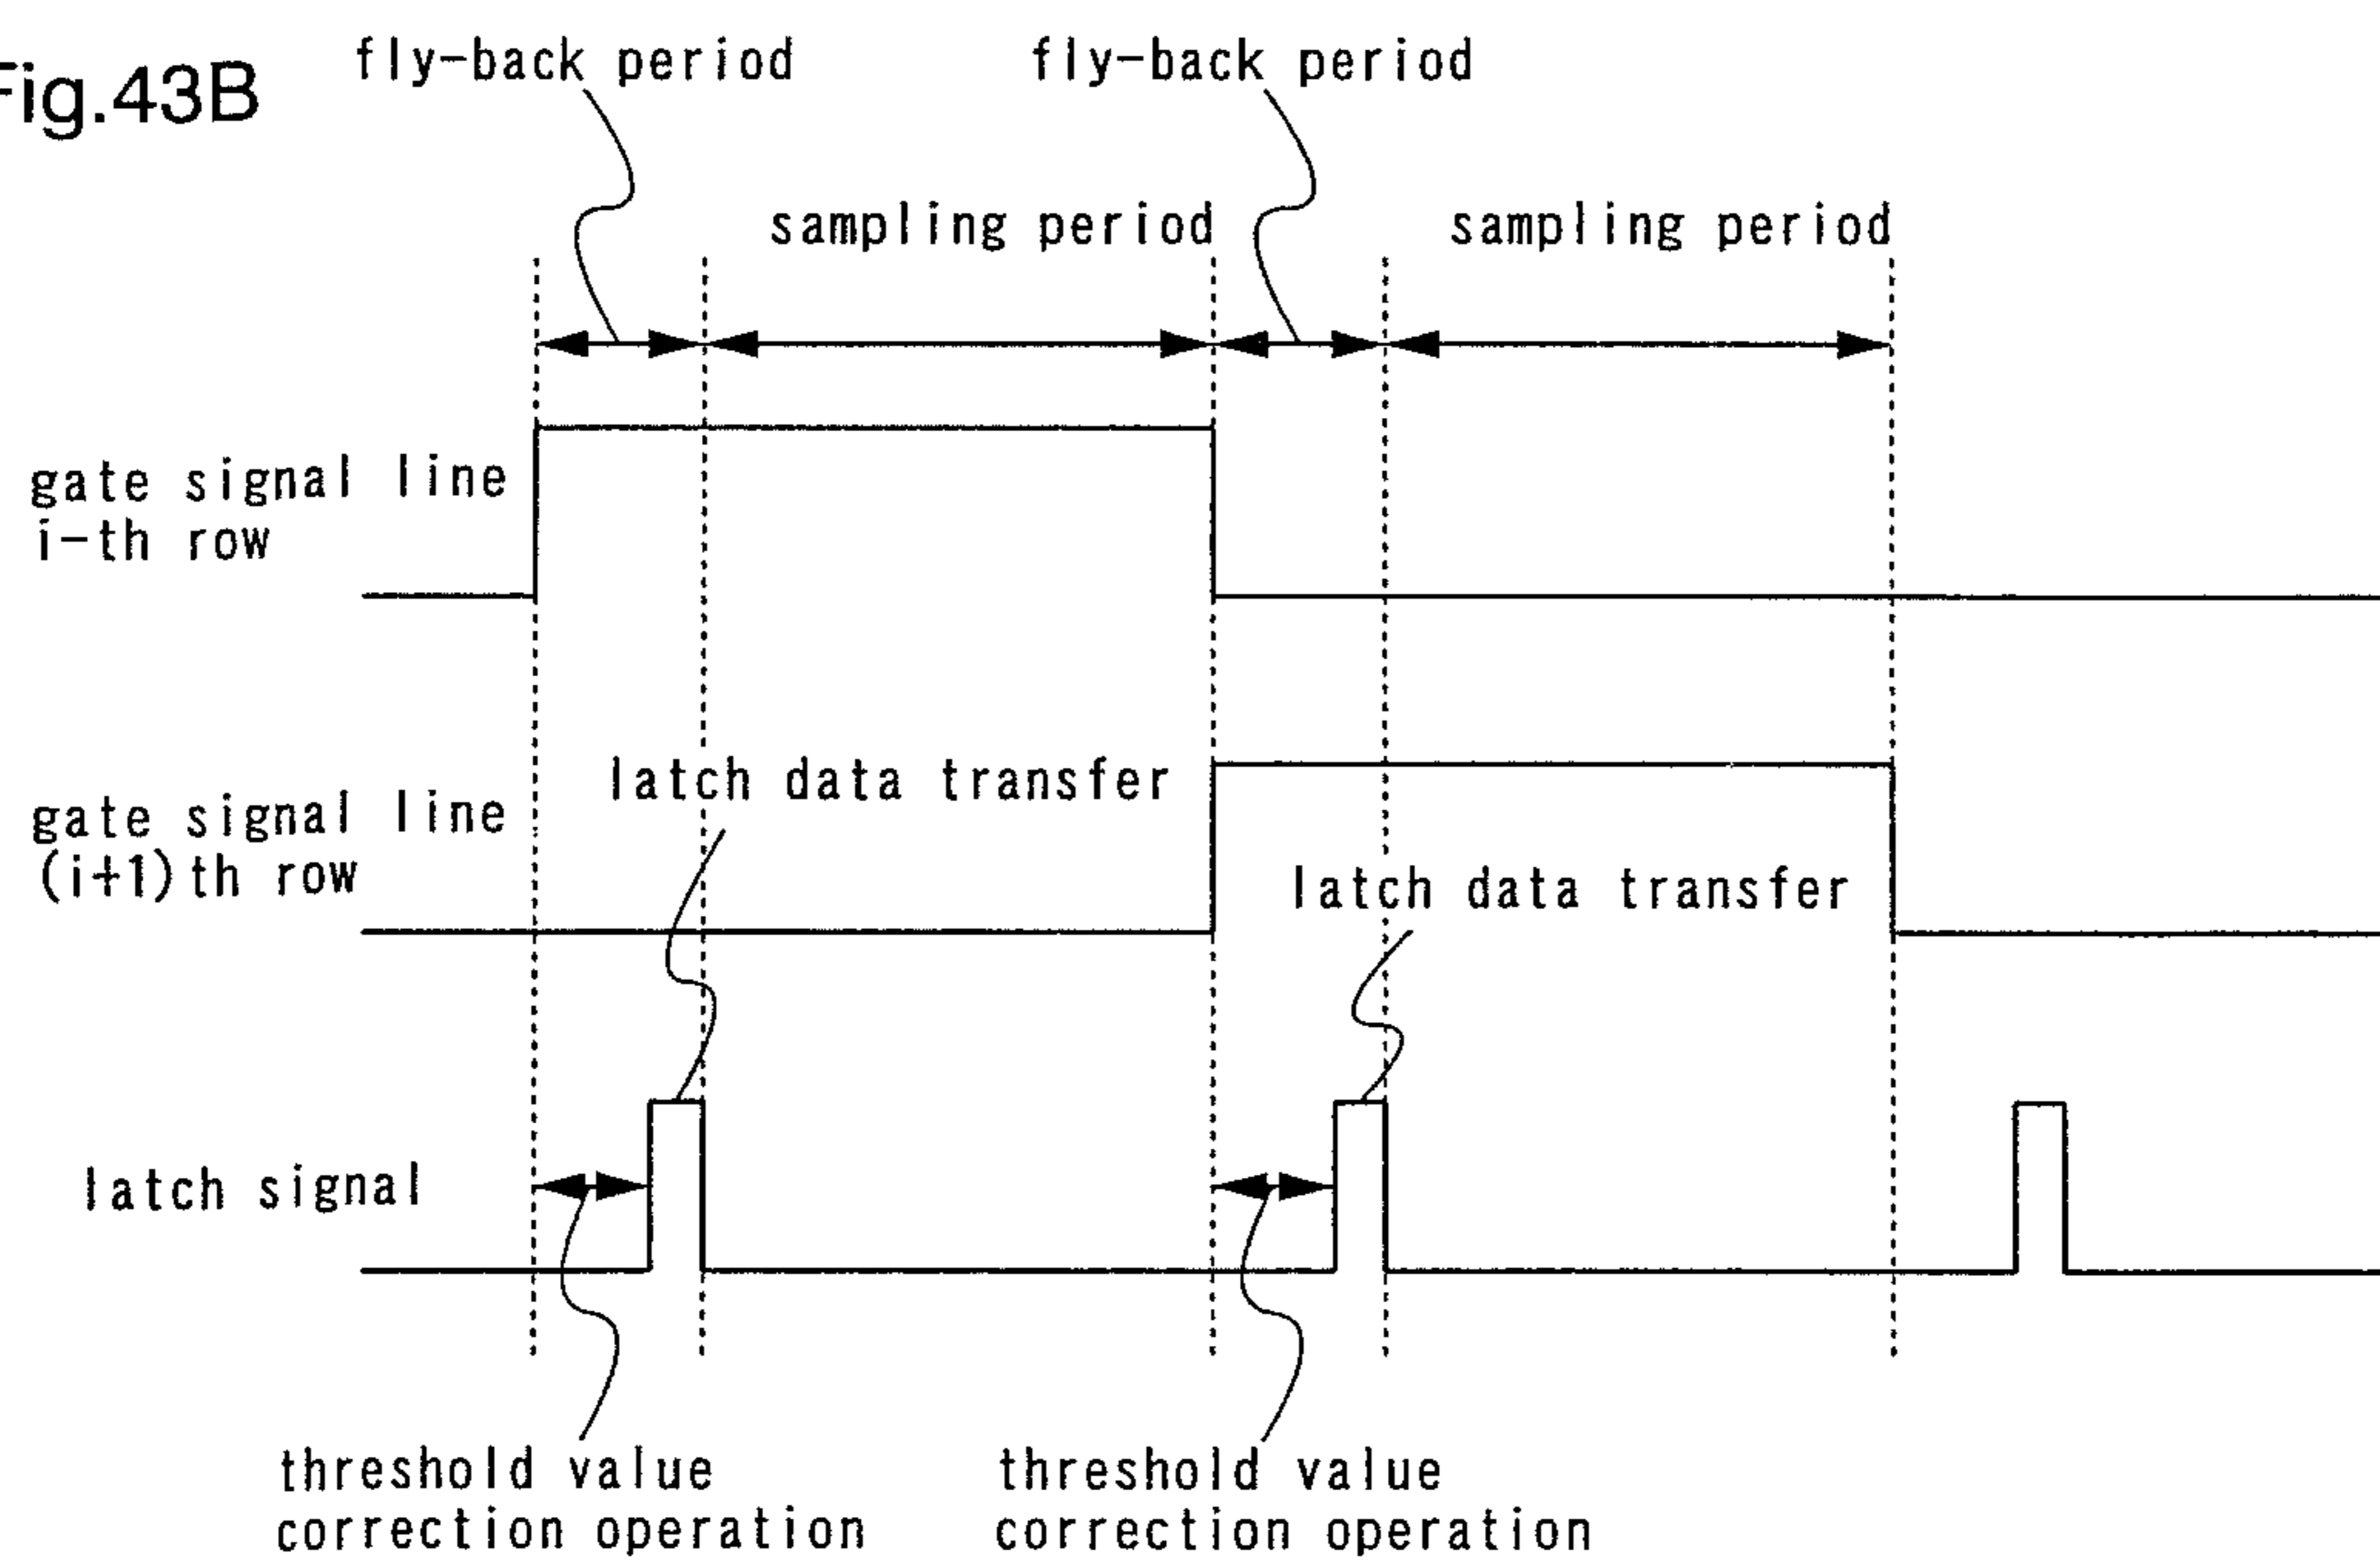 Fig.43B
fly-back period
fly-back period
sampling period
sampling period
gate signal line
i-th row
latch data transfer
gate signal line
(i+1)th row
latch data transfer
latch signal
threshold value
correction operation
threshold value
correction operation